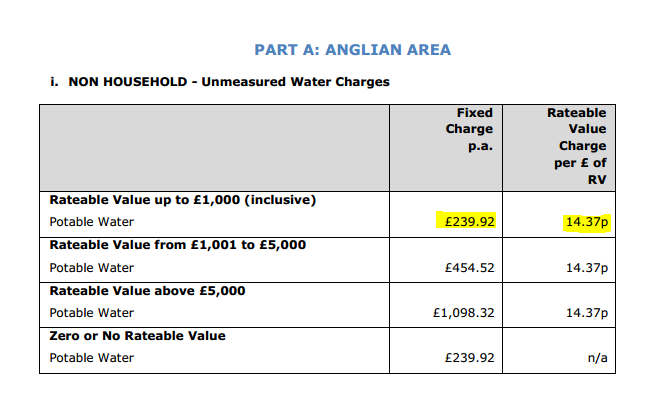 PART A: ANGLIAN AREA
i. NON HOUSEHOLD - Unmeasured Water Charges
Fixed Charge p.a.
Rateable Value Charge per £ of RV
Rateable Value up to £1,000 (inclusive)
Potable Water £239.92 14.37p
Rateable Value from £1,001 to £5,000
Potable Water £454.52 14.37p
Rateable Value above £5,000
Potable Water £1,098.32 14.37p
Zero or No Rateable Value
Potable Water £239.92 n/a